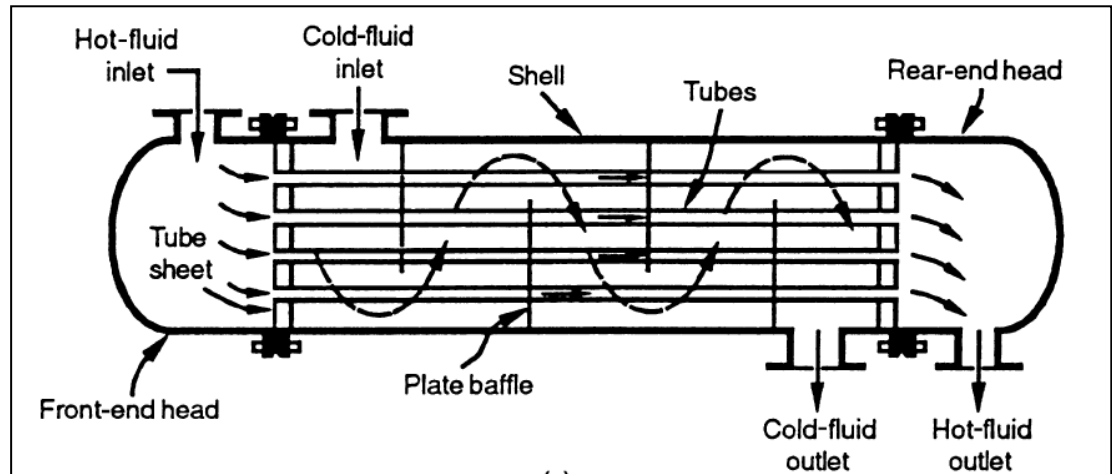 Hot-fluid
inlet
Cold-fluid
inlet
Shell
Tubes
Rear-end head
Tube
sheet
Plate baffle
Front-end head
Cold-fluid
outlet
Hot-fluid
outlet